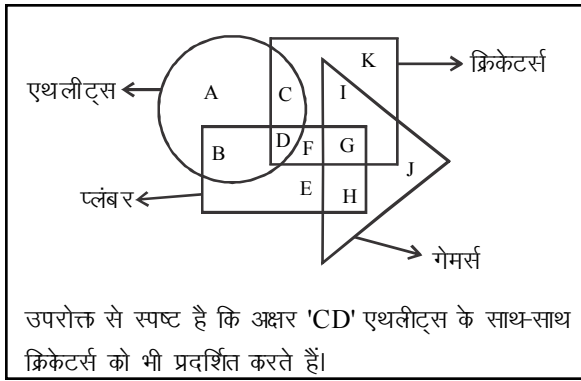 K
क्रिकेटर्स
एथलीट्स
A
C
I
D
F
G
B
J
प्लंबर
E
H
गेमर्स
उपरोक्त से स्पष्ट है कि अक्षर 'CD' एथलीट्स के साथ-साथ
क्रिकेटर्स को भी प्रदर्शित करते हैं।